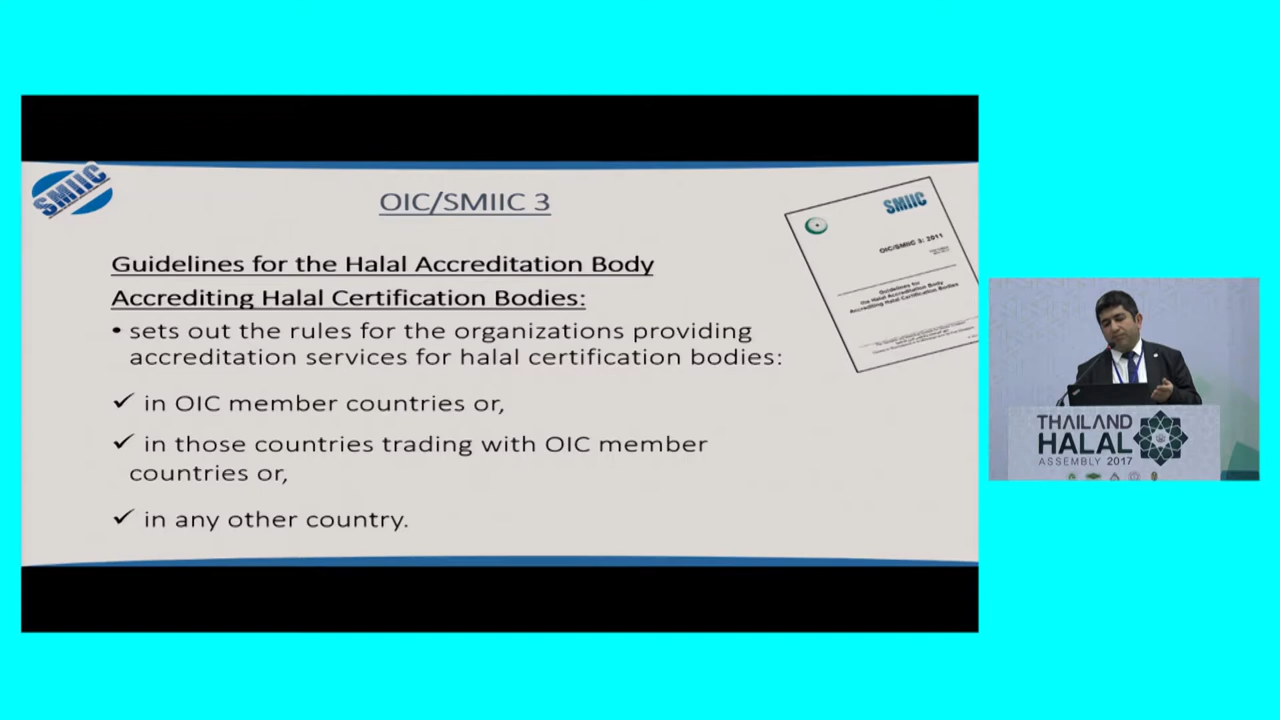 SMIIC
OIC/SMIIC 3
SMIIC
OIC/SMIIC 3: 2011
Guidelines for
the Halal Accreditation Body
Accrediting Halal Certification Bodies
Guidelines for the Halal Accreditation Body
Accrediting Halal Certification Bodies:
• sets out the rules for the organizations providing
accreditation services for halal certification bodies:
✓ in OIC member countries or,
✓ in those countries trading with OIC member
countries or,
✓ in any other country.
THAILAND
HALAL
ASSEMBLY 2017